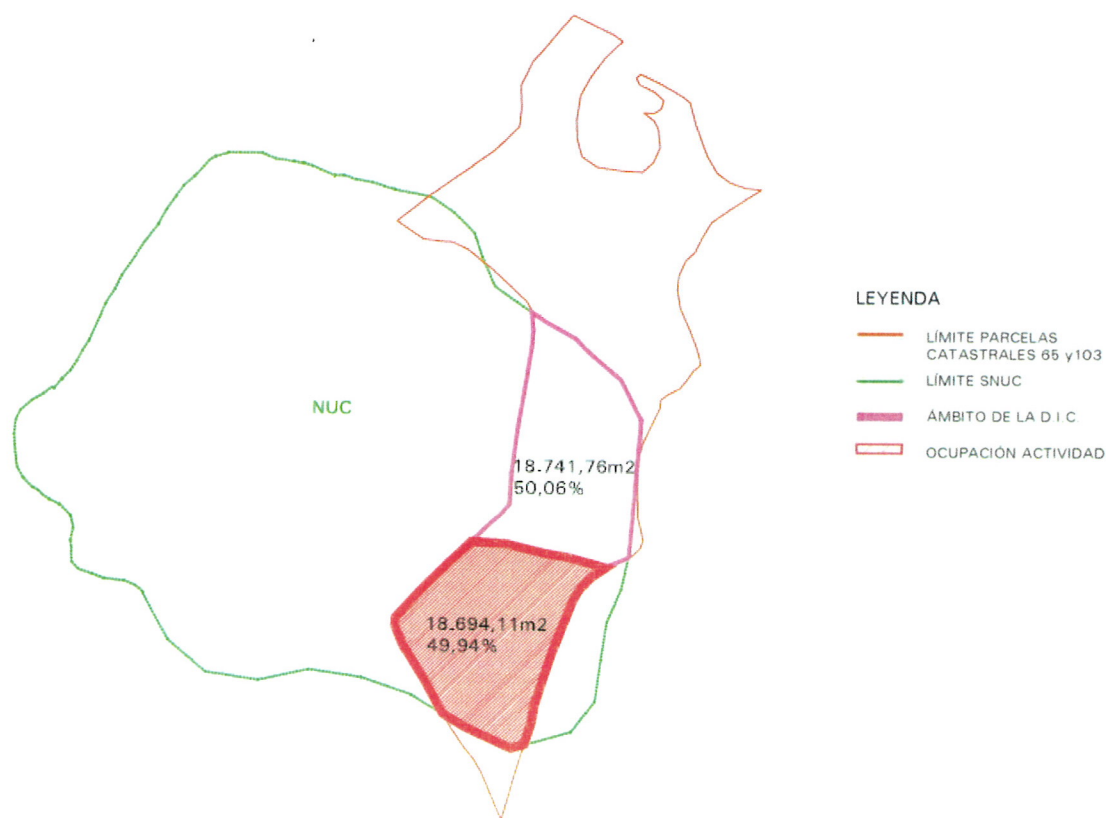 NUC
18.741,76m2
50,06%
18.694,11m2
49,94%
LEYENDA
LÍMITE PARCELAS
CATASTRALES 65 y103
LÍMITE SNUC
ÁMBITO DE LA D.I.C
OCUPACIÓN ACTIVIDAD